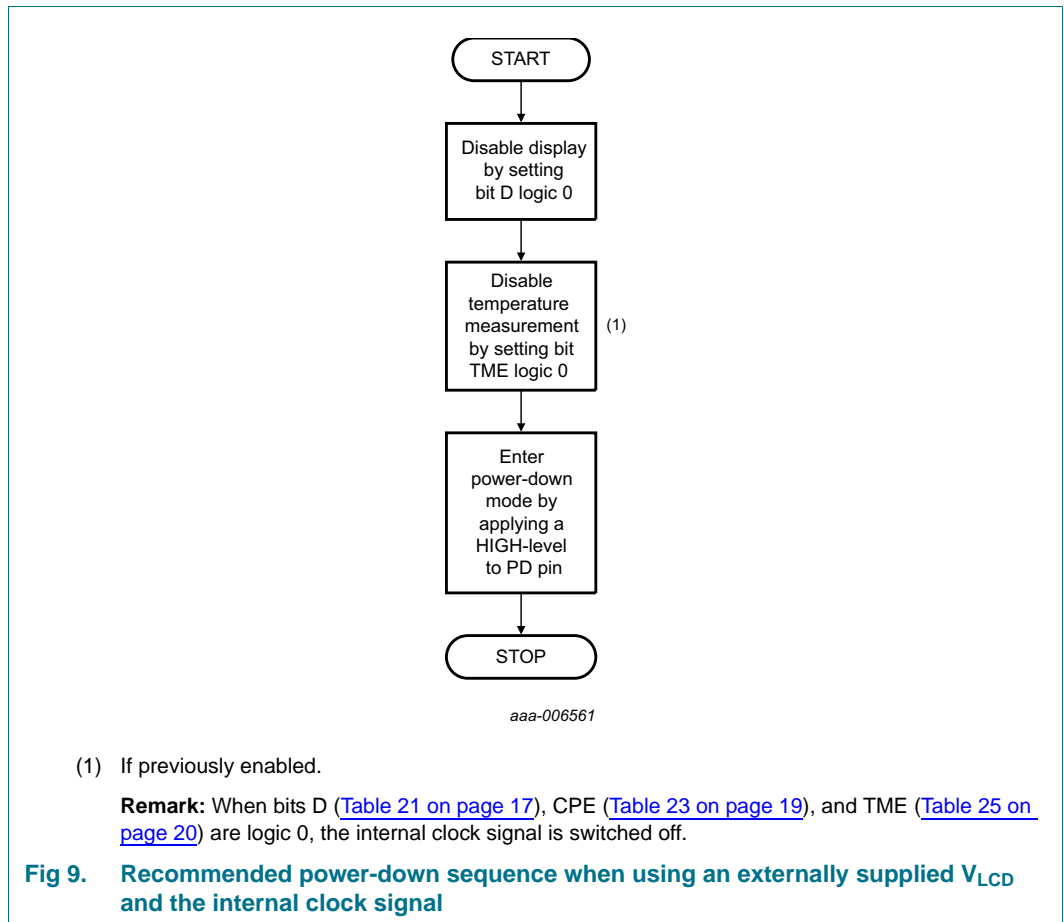 START
Disable display
by setting
bit D logic 0
Disable
temperature
measurement
by setting bit
TME logic 0
(1)
Enter
power-down
mode by
applying a
HIGH-level
to PD pin
STOP
aaa-006561
(1) If previously enabled.
Remark: When bits D (Table 21 on page 17), CPE (Table 23 on page 19), and TME (Table 25 on
page 20) are logic 0, the internal clock signal is switched off.
Fig 9. Recommended power-down sequence when using an externally supplied VLCD
and the internal clock signal